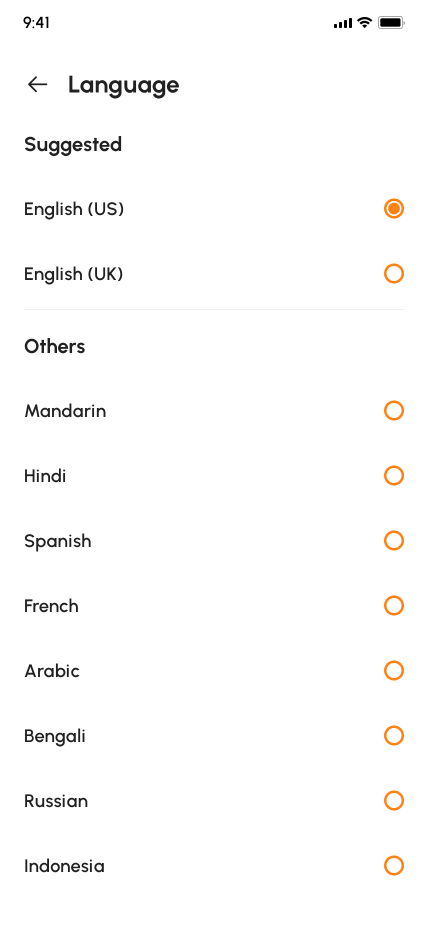 9:41
Language
Suggested
English (US)
English (UK)
Others
Mandarin
Hindi
Spanish
French
Arabic
Bengali
Russian
Indonesia